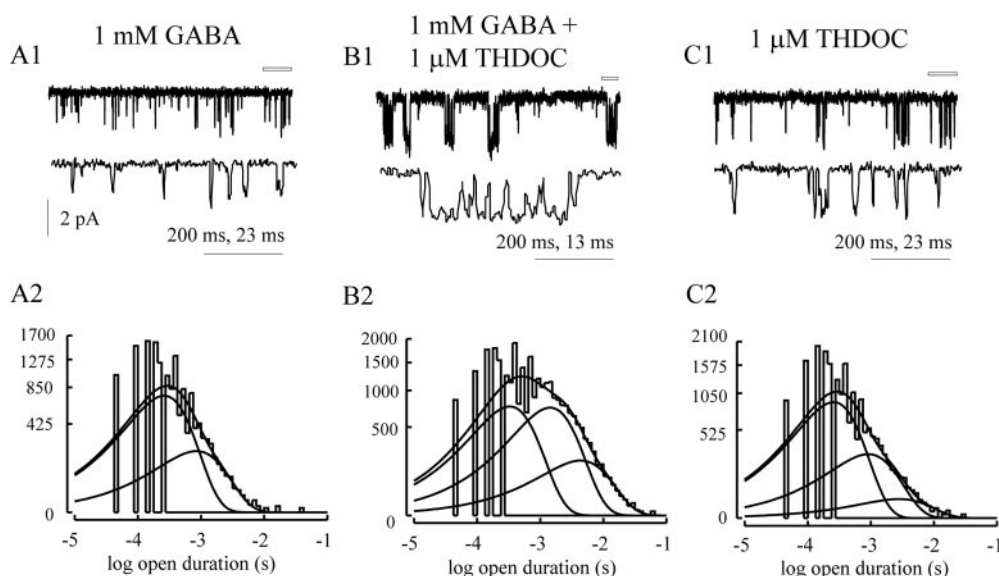 A1
1 mM GABA
B1
1 mM GABA +
1 μM THDOC
C1
1 μM THDOC
2 pA
200 ms, 23 ms
200 ms, 13 ms
200 ms, 23 ms
A2
1700
1275
850
425
0
-5
-4
-3
-2
-1
log open duration (s)
B2
2000
1500
1000
500
0
-5
-4
-3
-2
-1
log open duration (s)
C2
2100
1575
1050
525
0
-5
-4
-3
-2
-1
log open duration (s)